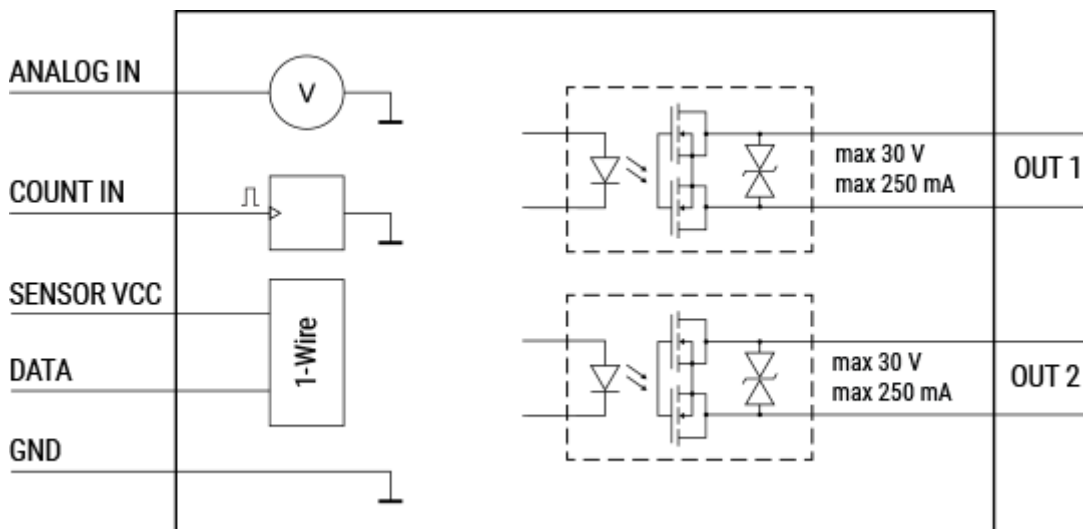 ANALOG IN
V
COUNT IN
SENSOR VCC
DATA
1-Wire
GND
max 30 V
max 250 mA
OUT 1
max 30 V
max 250 mA
OUT 2